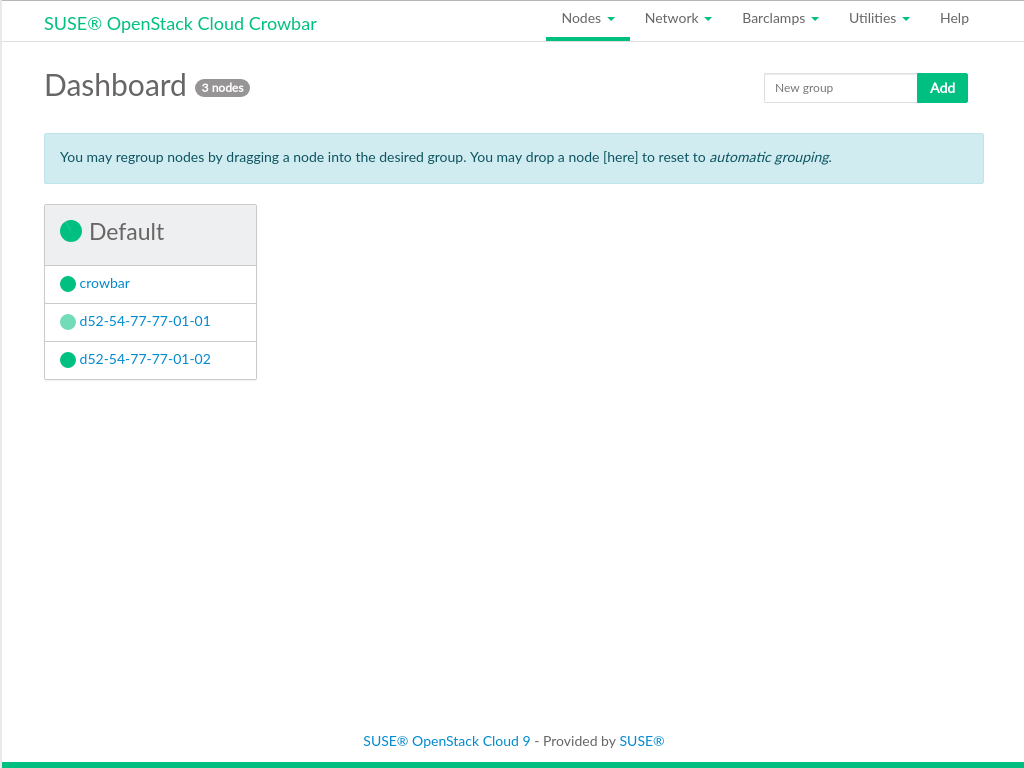 SUSE® OpenStack Cloud Crowbar
Nodes Network Barclamps Utilities Help
Dashboard 3 nodes
New group Add
You may regroup nodes by dragging a node into the desired group. You may drop a node [here] to reset to automatic grouping.
Default
crowbar
d52-54-77-77-01-01
d52-54-77-77-01-02
SUSE® OpenStack Cloud 9 - Provided by SUSE®